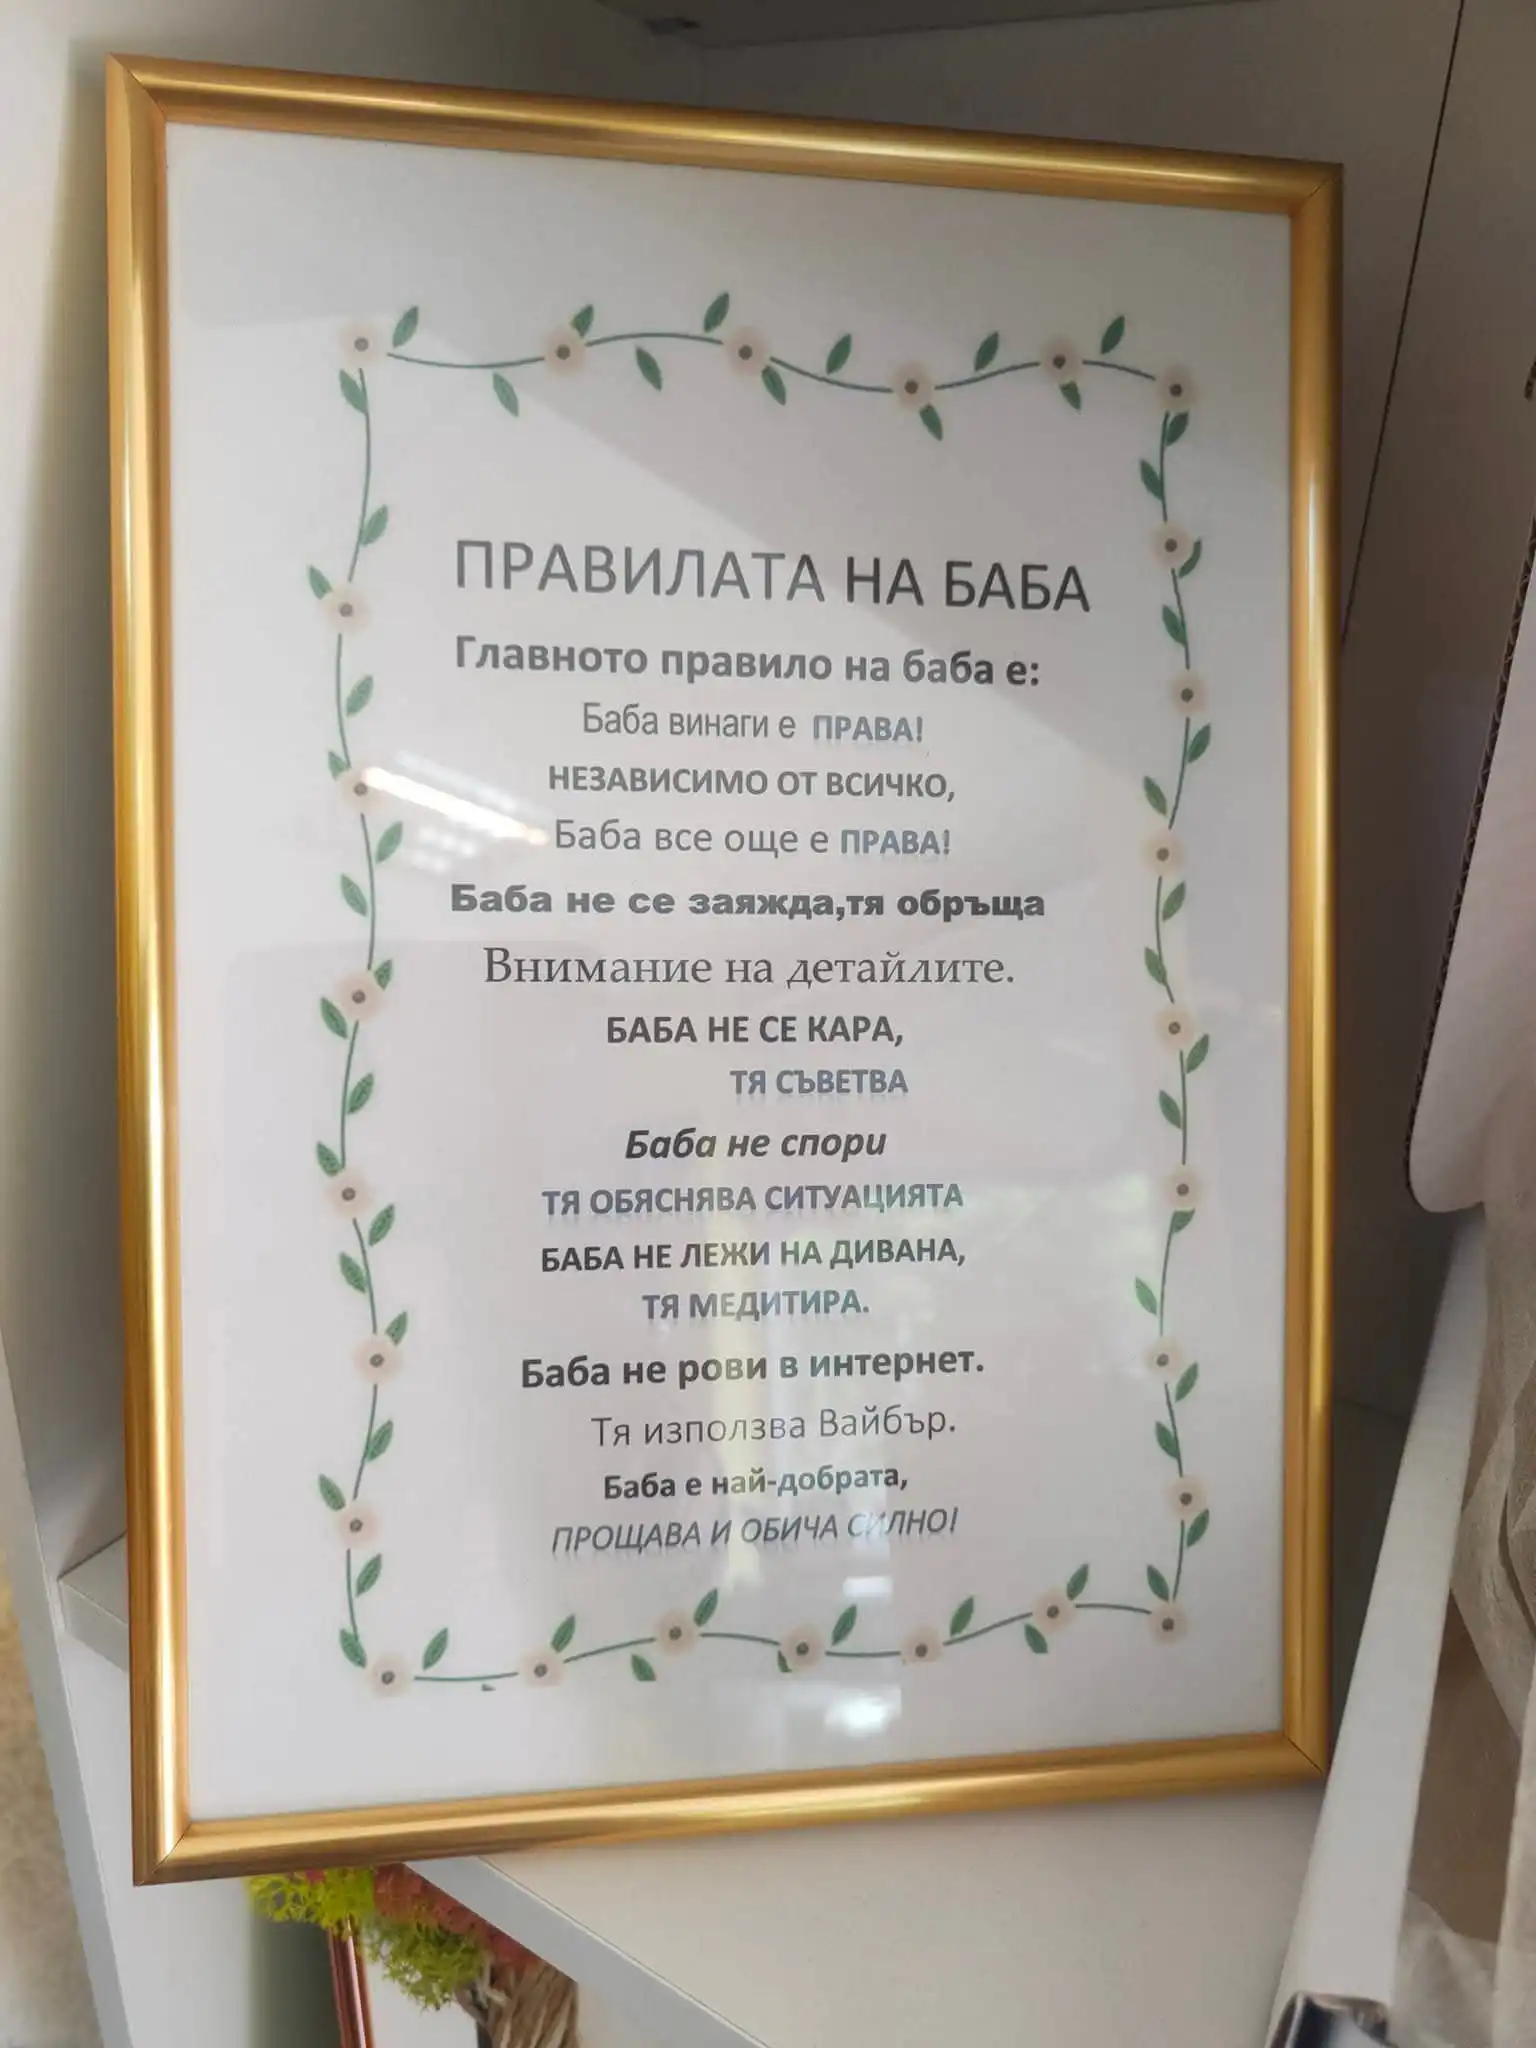 ПРАВИЛАТА НА БАБА
Главното правило на баба е:
Баба винаги е ПРАВА!
НЕЗАВИСИМО ОТ ВСИЧКО,
Баба все още е ПРАВА!
Баба не се заяжда,тя обръща
Внимание на детайлите.
БАБА НЕ СЕ КАРА,
ТЯ СЪВЕТВА
Баба не спори
ТЯ ОБЯСНЯВА СИТУАЦИЯТА
БАБА НЕ ЛЕЖИ НА ДИВАНА,
ТЯ МЕДИТИРА.
Баба не рови в интернет.
Тя използва Вайбър.
Баба е най-добрата,
ПРОЩАВА И ОБИЧА СИЛНО!